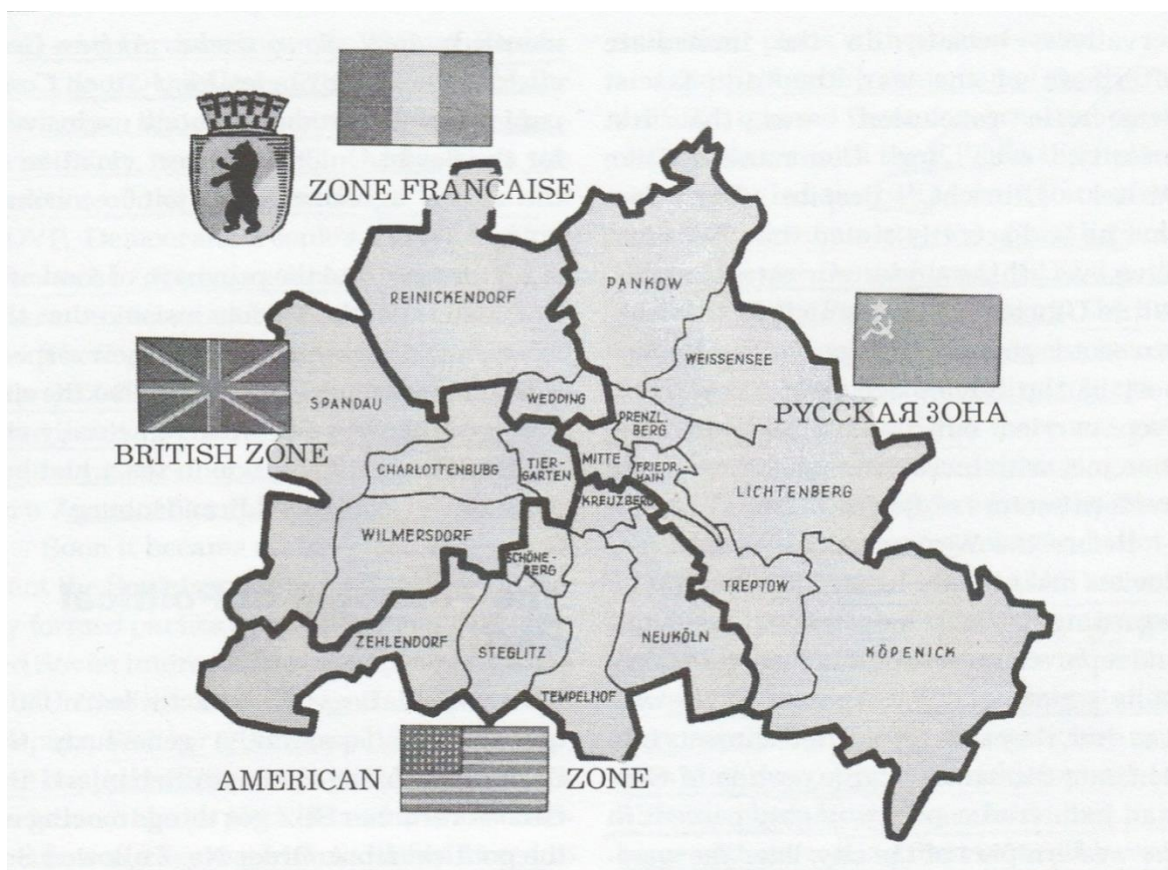 ZONE FRANCAISE
REINICKENDORF
PANKOW
WEISSENSEE
SPANDAU
WEDDING
РУССКАЯ ЗОНА
PRENZL.
BERG
BRITISH ZONE
CHARLOTTENBUBG
TIER-
GARTEN
MITTE
FRIEDR.-
HAIN
LICHTENBERG
KREUZBERG
WILMERSDORF
SCHÖNE-
BERG
TREPTOW
ZEHLENDORF
STEGLITZ
NEUKÖLN
KÖPENICK
TEMPELHOF
AMERICAN ZONE